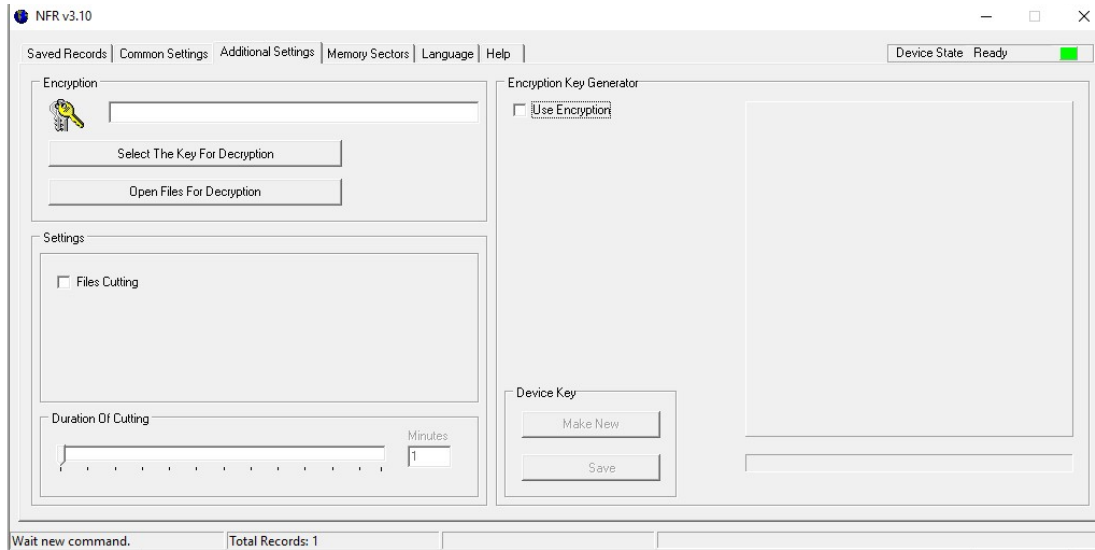 NFR v3.10
Saved Records Common Settings Additional Settings Memory Sectors Language Help
Device State Ready
Encryption
Select The Key For Decryption
Open Files For Decryption
Settings
Files Cutting
Duration Of Cutting
Minutes
1
Encryption Key Generator
Use Encryption
Device Key
Make New
Save
Wait new command. Total Records: 1